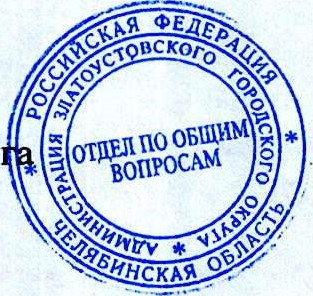 РОССИЙСКАЯ ФЕДЕРАЦИЯ
ЧЕЛЯБИНСКАЯ ОБЛАСТЬ
АДМИНИСТРАЦИЯ ЗЛАТОУСТОВСКОГО ГОРОДСКОГО ОКРУГА
ОТДЕЛ ПО ОБЩИМ
ВОПРОСАМ
га